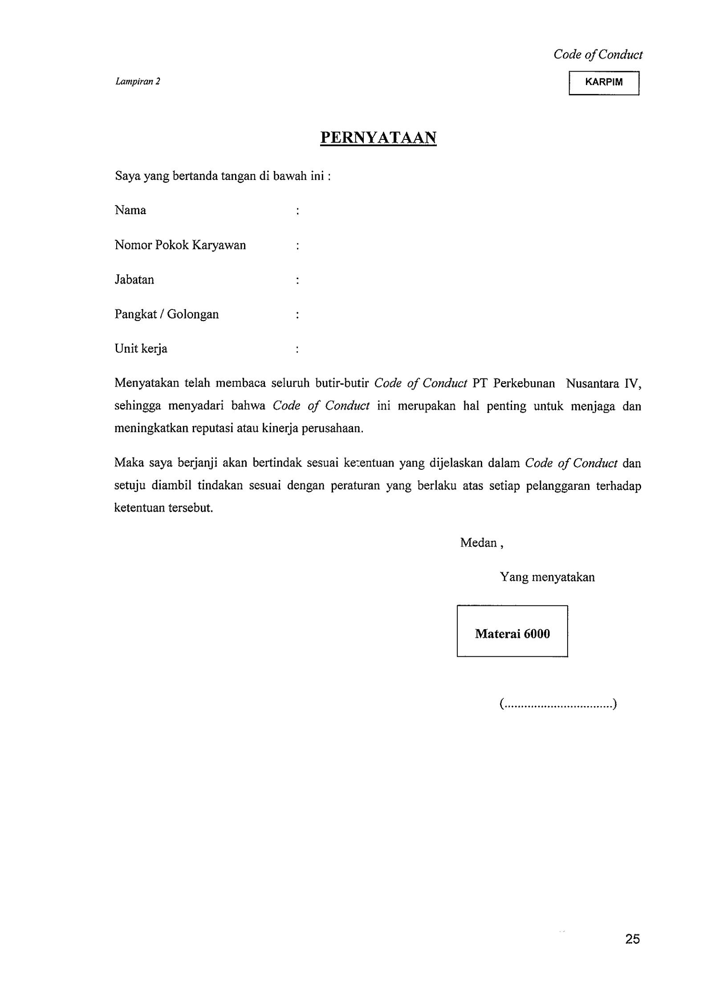 Code of Conduct
Lampiran 2
KARPIM
PERNYATAAN
Saya yang bertanda tangan di bawah ini :
Nama :
Nomor Pokok Karyawan :
Jabatan :
Pangkat / Golongan :
Unit kerja :
Menyatakan telah membaca seluruh butir-butir Code of Conduct PT Perkebunan Nusantara IV,
sehingga menyadari bahwa Code of Conduct ini merupakan hal penting untuk menjaga dan
meningkatkan reputasi atau kinerja perusahaan.
Maka saya berjanji akan bertindak sesuai ketentuan yang dijelaskan dalam Code of Conduct dan
setuju diambil tindakan sesuai dengan peraturan yang berlaku atas setiap pelanggaran terhadap
ketentuan tersebut.
Medan ,
Yang menyatakan
Materai 6000
(.................................)
25